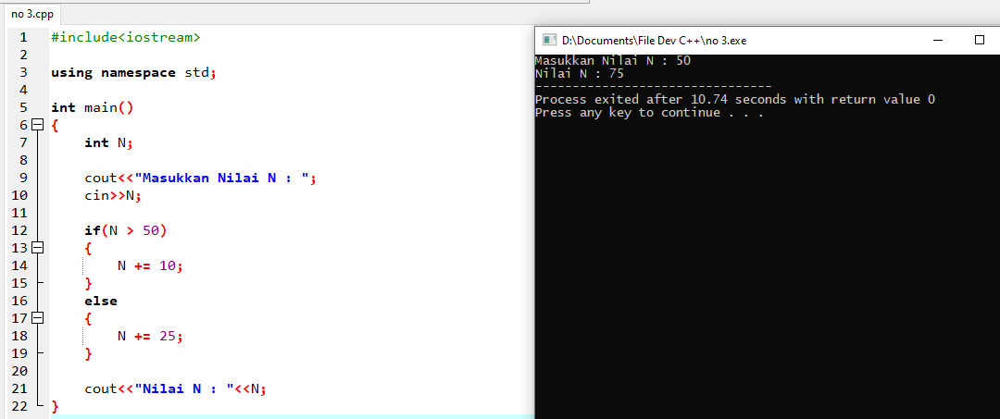 no 3.cpp
1 #include<iostream>
2
3 using namespace std;
4
5 int main()
6 {
7 int N;
8
9 cout<<"Masukkan Nilai N : ";
10 cin>>N;
11
12 if(N > 50)
13 {
14 N += 10;
15 }
16 else
17 {
18 N += 25;
19 }
20
21 cout<<"Nilai N : "<<N;
22 }
D:\Documents\File Dev C++\no 3.exe
Masukkan Nilai N : 50
Nilai N : 75
--------------------------------
Process exited after 10.74 seconds with return value 0
Press any key to continue . . .